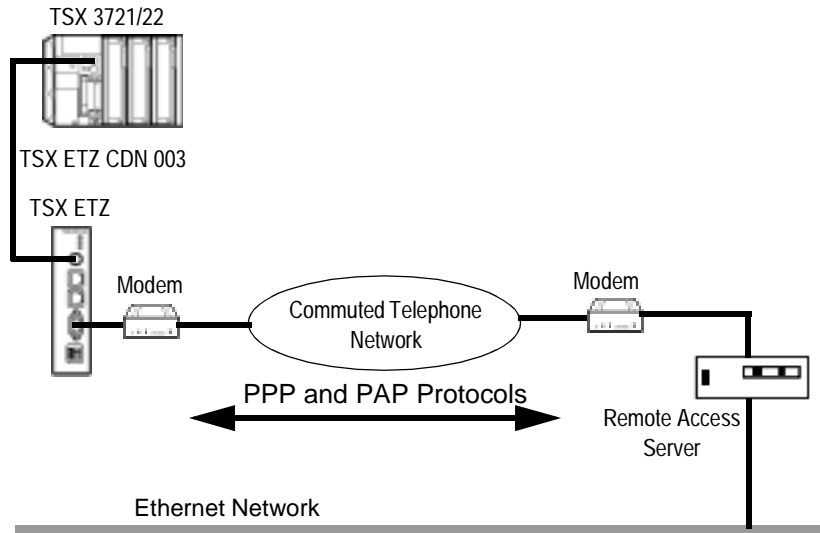 TSX 3721/22
TSX ETZ CDN 003
TSX ETZ
Modem
Commuted Telephone
Network
Modem
PPP and PAP Protocols
Remote Access
Server
Ethernet Network